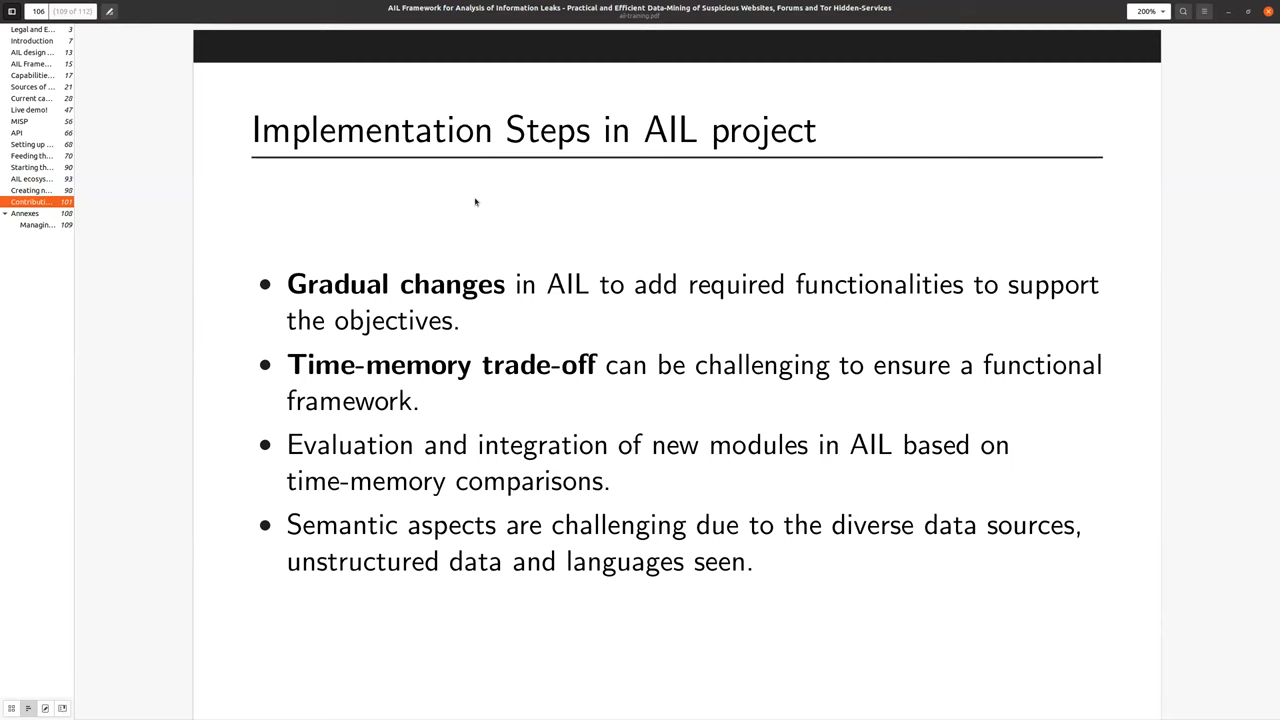 AIL Framework for Analysis of Information Leaks - Practical and Efficient Data-Mining of Suspicious Websites, Forums and Tor Hidden-Services
ail-training.pdf
106 (109 of 112)
200%
Legal and E... 3
Introduction 7
AIL design ... 13
AIL Frame... 15
Capabilitie... 17
Sources of ... 21
Current ca... 28
Live demo! 47
MISP 56
API 66
Setting up ... 68
Feeding th... 70
Starting th... 90
AIL ecosys... 93
Creating n... 98
Contributi... 101
Annexes 108
Managin... 109
Implementation Steps in AIL project
• Gradual changes in AIL to add required functionalities to support
the objectives.
• Time-memory trade-off can be challenging to ensure a functional
framework.
• Evaluation and integration of new modules in AIL based on
time-memory comparisons.
• Semantic aspects are challenging due to the diverse data sources,
unstructured data and languages seen.